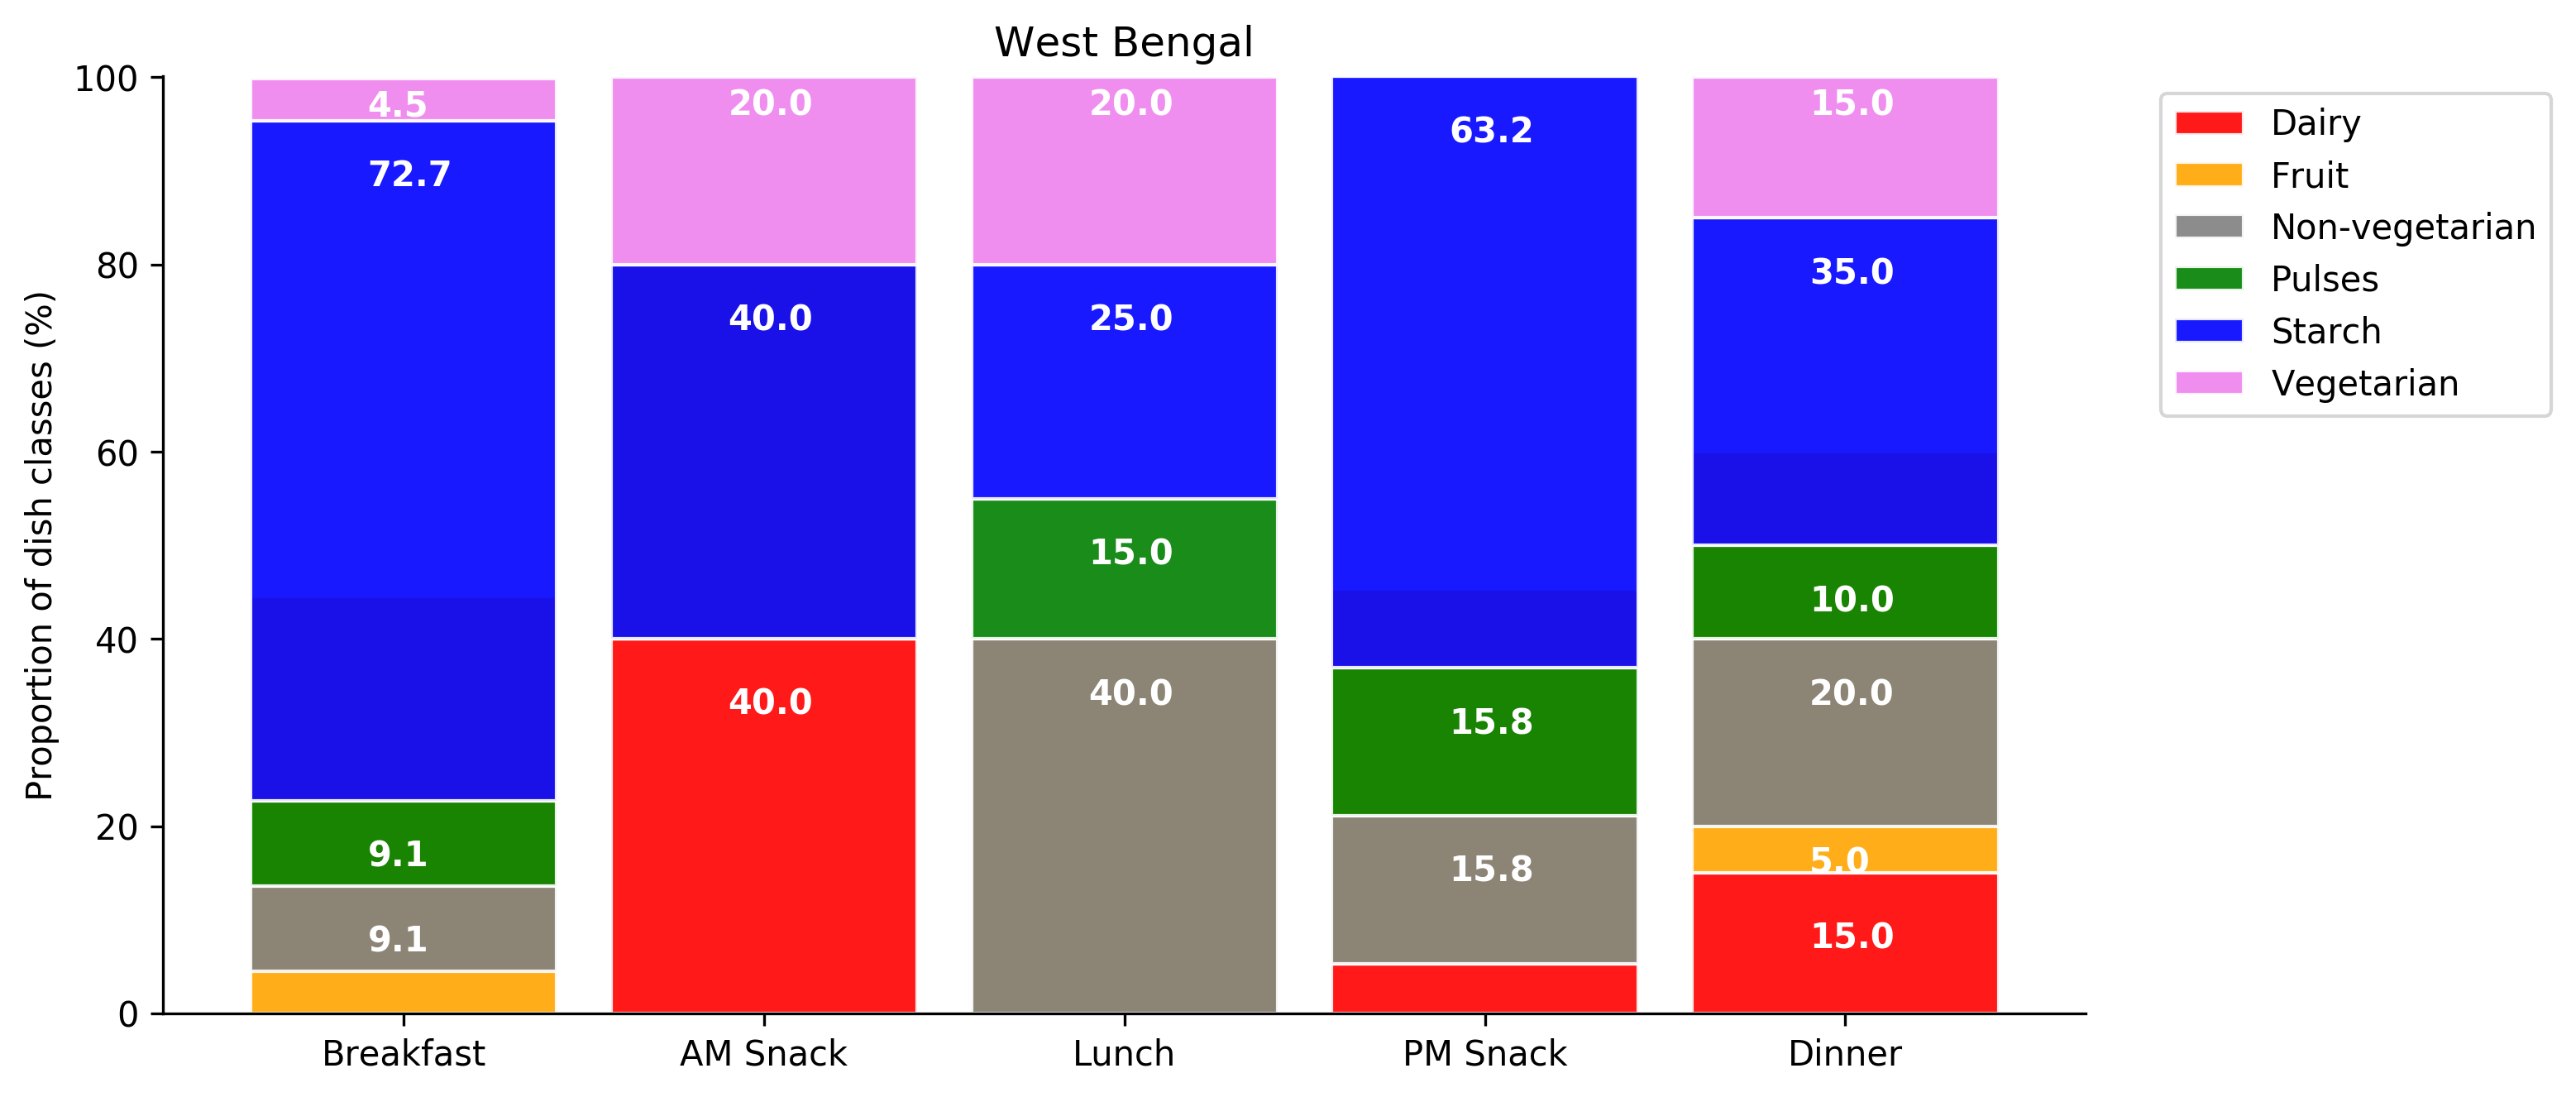 West Bengal
Proportion of dish classes (%)
100
80
60
40
20
0
4.5
72.7
9.1
9.1
20.0
40.0
40.0
20.0
25.0
15.0
40.0
63.2
15.8
15.8
15.0
35.0
10.0
20.0
5.0
15.0
Breakfast
AM Snack
Lunch
PM Snack
Dinner
Dairy
Fruit
Non-vegetarian
Pulses
Starch
Vegetarian